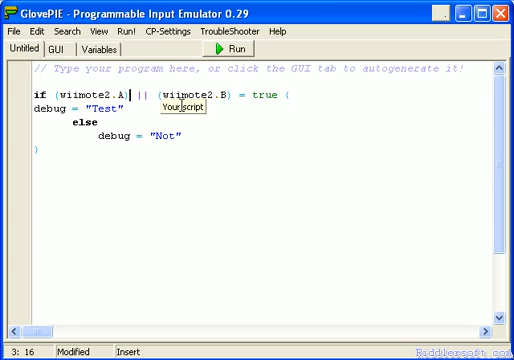 GlovePIE - Programmable Input Emulator 0.29
File Edit Search View Run! CP-Settings TroubleShooter Help
Untitled GUI Variables Run
// Type your program here, or click the GUI tab to autogenerate it!
if (wiimote2.A) || (wiimote2.B) = true {
Your script
debug = "Test"
else
debug = "Not"
}
3: 16 Modified Insert
Riddlersoft.com